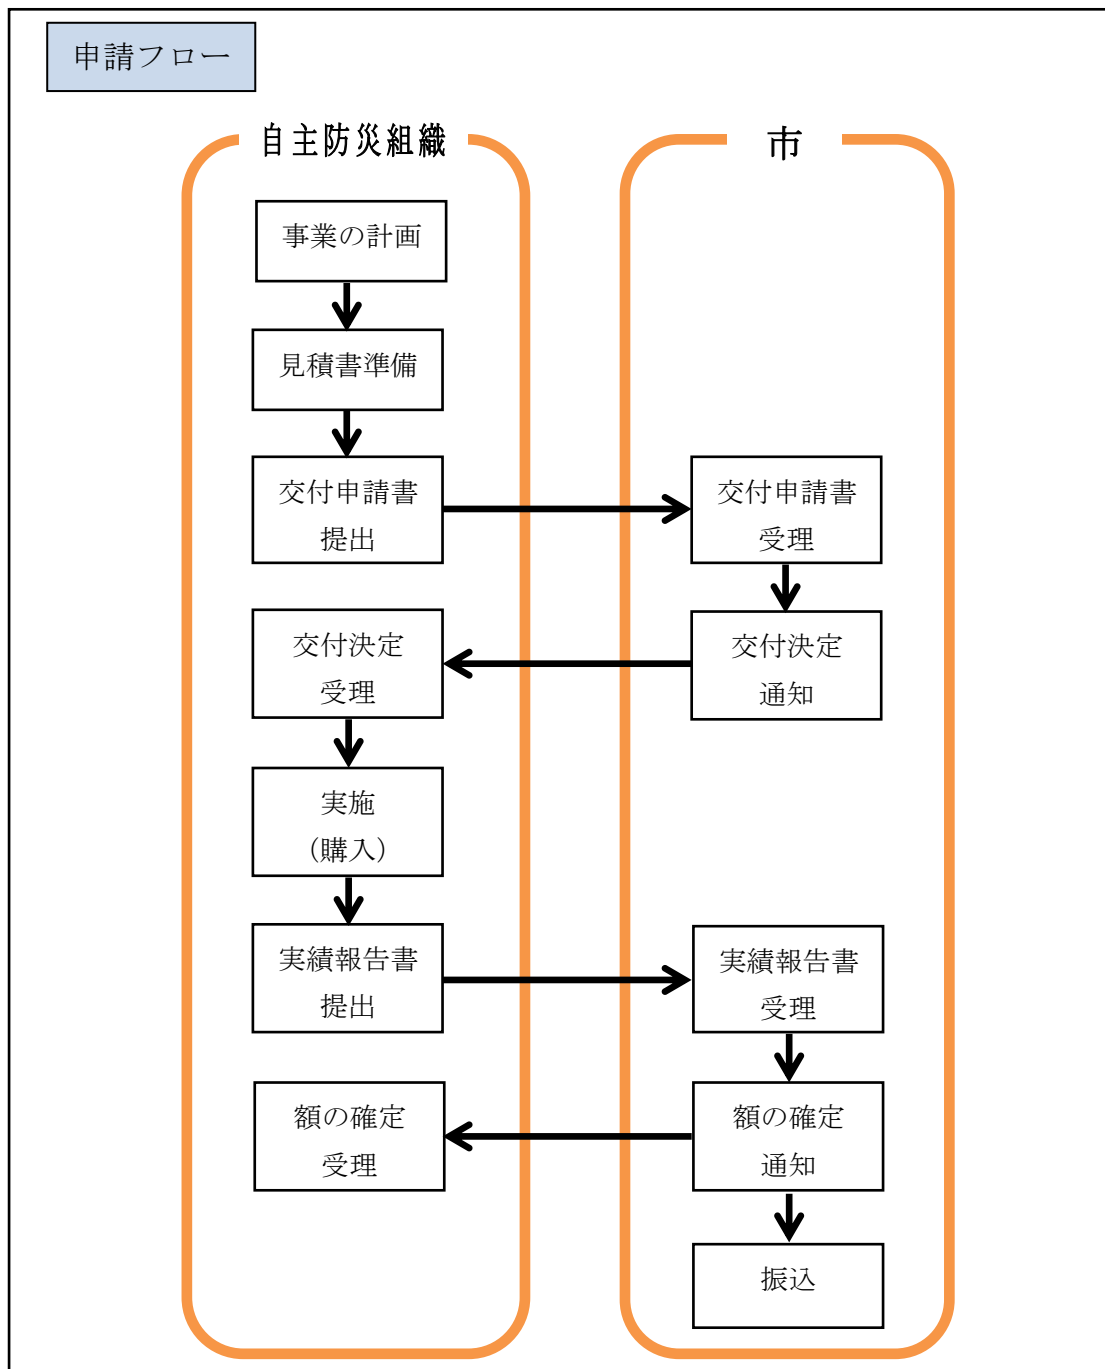 申請フロー
自主防災組織
市
事業の計画
見積書準備
交付申請書
提出
交付申請書
受理
交付決定
通知
交付決定
受理
実施
（購入）
実績報告書
提出
実績報告書
受理
額の確定
通知
額の確定
受理
振込